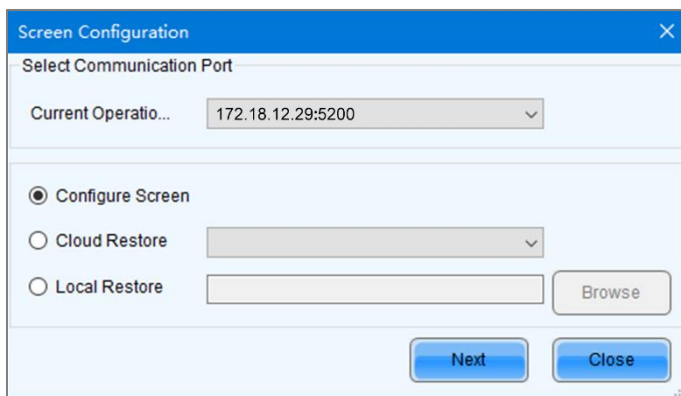 Screen Configuration
Select Communication Port
Current Operatio... 172.18.12.29:5200
Configure Screen
Cloud Restore
Local Restore Browse
Next Close